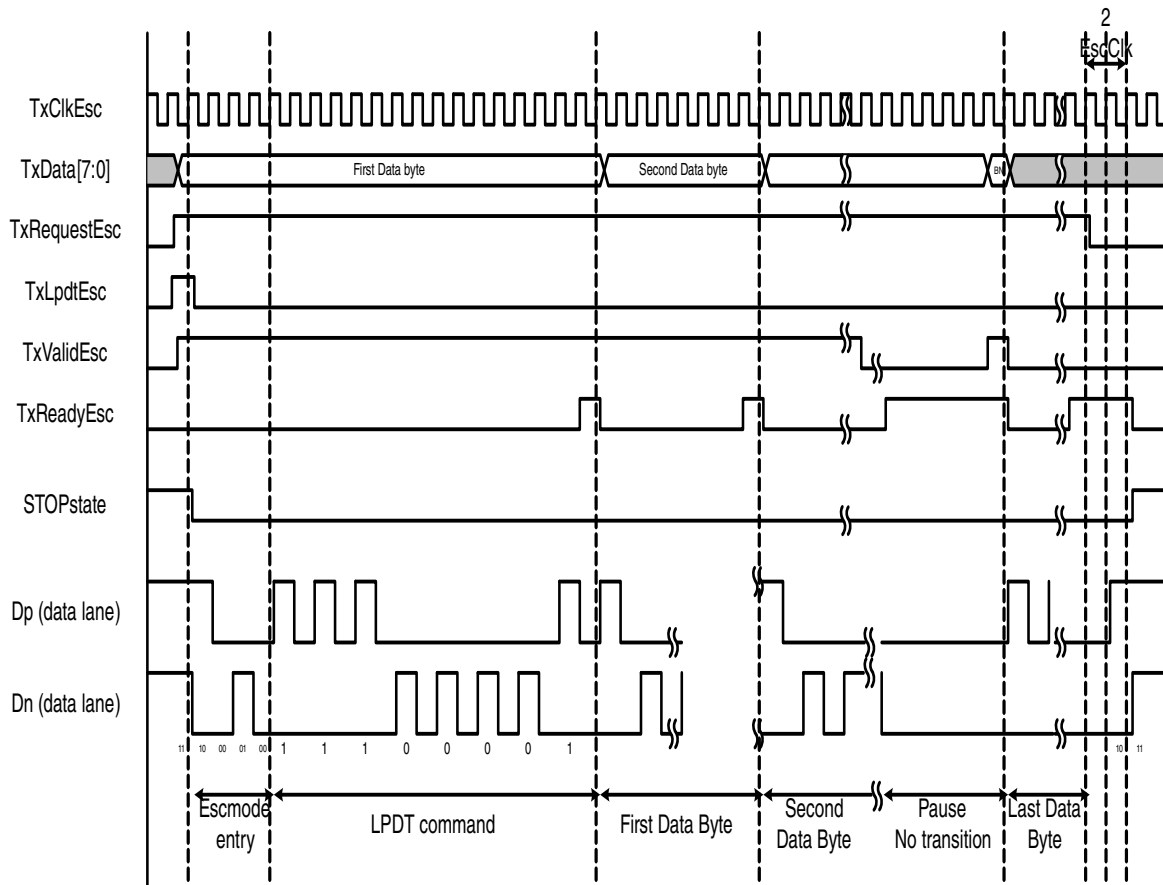 2
EscClk
TxClkEsc
TxData[7:0]
First Data byte
Second Data byte
BN
TxRequestEsc
TxLpdtEsc
TxValidEsc
TxReadyEsc
STOPstate
Dp (data lane)
Dn (data lane)
11 10 00 01 00 1 1 1 0 0 0 0 1 10 11
Escmode
entry
LPDT command
First Data Byte
Second
Data Byte
Pause
No transition
Last Data
Byte